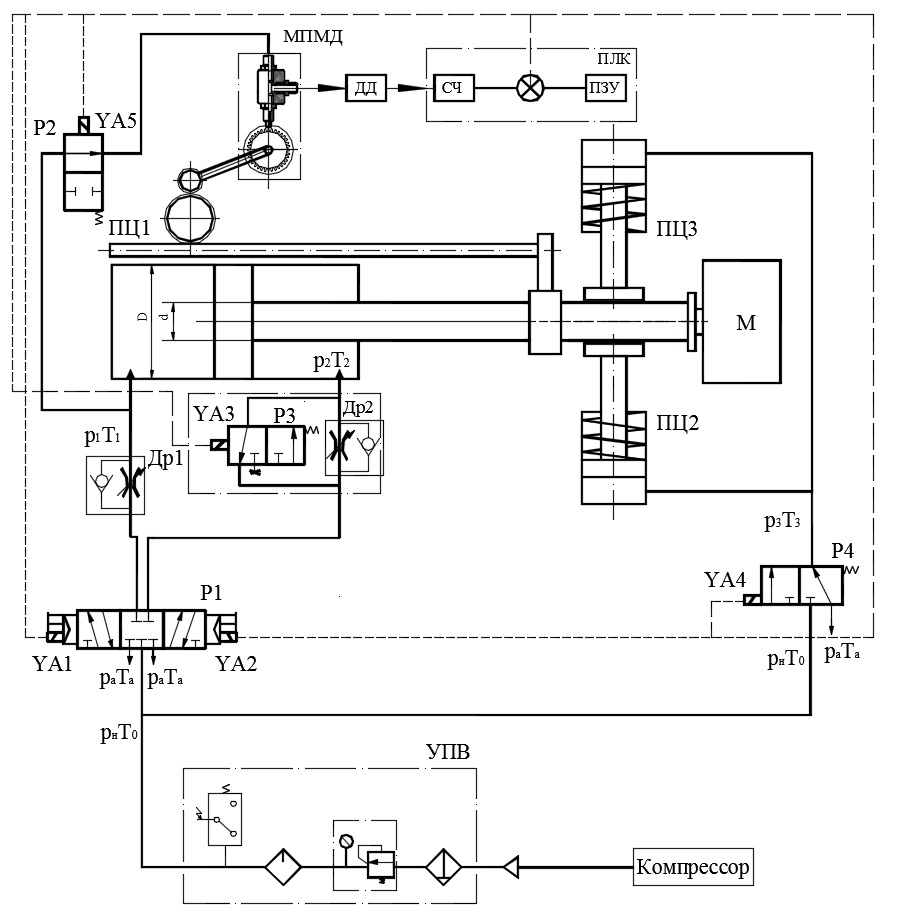 МПМД
ПЛК
ДД
СЧ
ПЗУ
P2
YA5
ПЦ1
ПЦ3
D
d
М
p₂T₂
YA3
P3
Др2
ПЦ2
p₁T₁
Др1
p₃T₃
P4
YA4
P1
YA1
YA2
pₐTₐ
pₐTₐ
pₙT₀
pₐTₐ
pₙT₀
УПВ
Компрессор